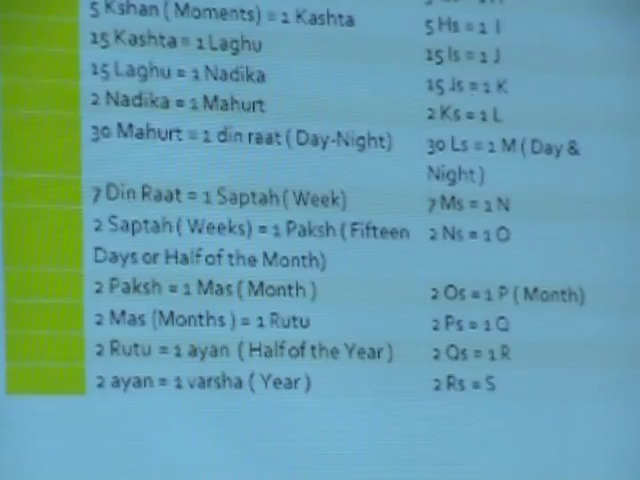 5 Kshan ( Moments) = 1 Kashta
5 Hs = 1 I
15 Kashta = 1 Laghu
15 Is = 1 J
15 Laghu = 1 Nadika
15 Js = 1 K
2 Nadika = 1 Mahurt
2 Ks = 1 L
30 Mahurt = 1 din raat ( Day-Night)
30 Ls = 1 M ( Day &
Night )
7 Din Raat = 1 Saptah ( Week)
7 Ms = 1 N
2 Saptah ( Weeks) = 1 Paksh ( Fifteen
2 Ns = 1 O
Days or Half of the Month)
2 Paksh = 1 Mas ( Month )
2 Os = 1 P ( Month)
2 Mas (Months ) = 1 Rutu
2 Ps = 1 Q
2 Rutu = 1 ayan ( Half of the Year )
2 Qs = 1 R
2 ayan = 1 varsha ( Year )
2 Rs = S